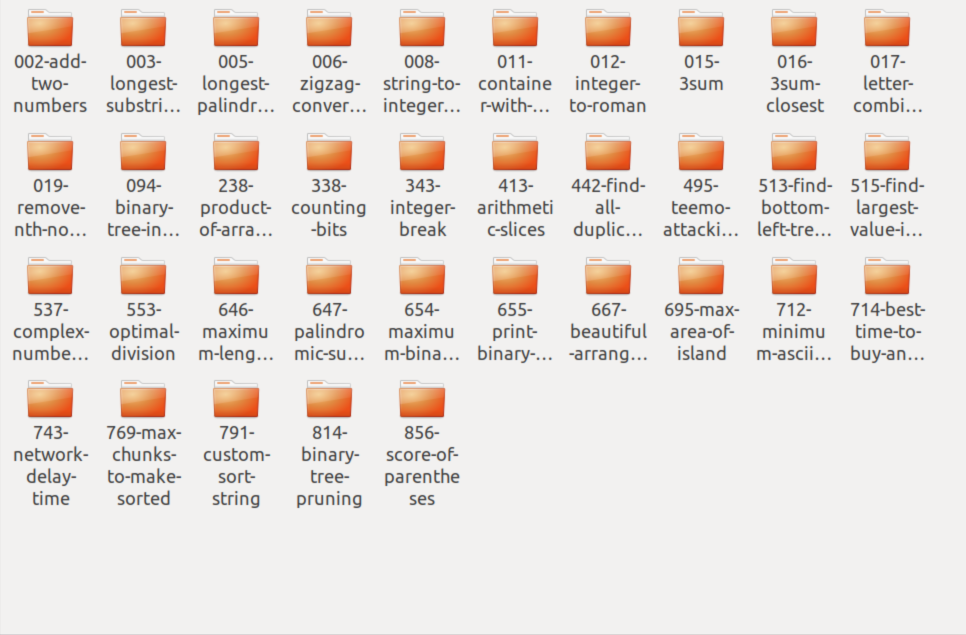 002-add-two-numbers
003-longest-substri...
005-longest-palindr...
006-zigzag-conver...
008-string-to-integer...
011-container-with-...
012-integer-to-roman
015-3sum
016-3sum-closest
017-letter-combi...
019-remove-nth-no...
094-binary-tree-in...
238-product-of-arra...
338-counting-bits
343-integer-break
413-arithmetic-slices
442-find-all-duplic...
495-teemo-attacki...
513-find-bottom-left-tre...
515-find-largest-value-i...
537-complex-numbe...
553-optimal-division
646-maximum-leng...
647-palindromic-su...
654-maximum-bina...
655-print-binary-...
667-beautiful-arrang...
695-max-area-of-island
712-minimum-ascii...
714-best-time-to-buy-an...
743-network-delay-time
769-max-chunks-to-make-sorted
791-custom-sort-string
814-binary-tree-pruning
856-score-of-parentheses